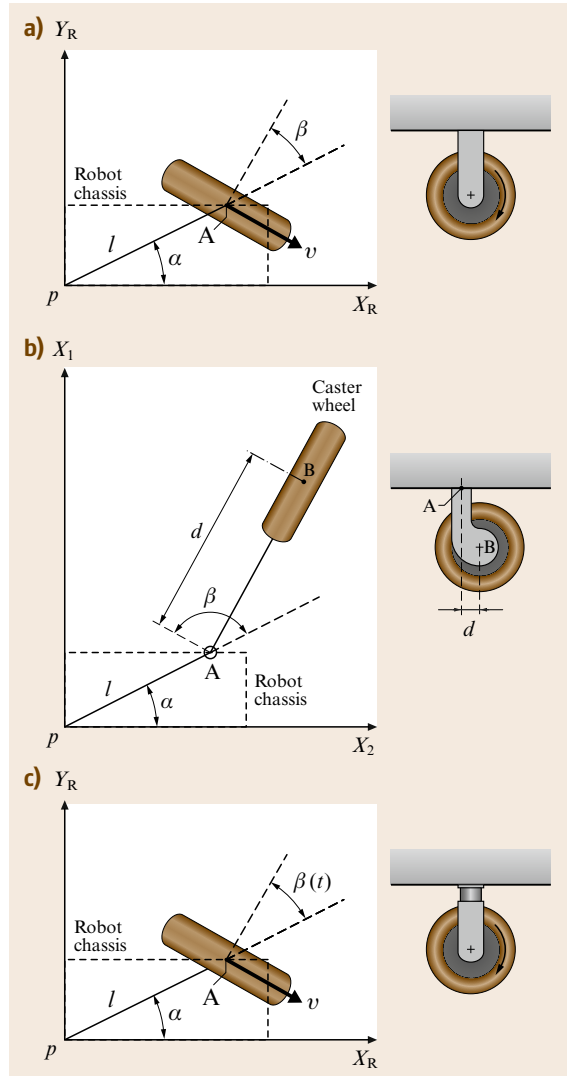 a) Y_R
β
Robot
chassis
A
l
α
v
p
X_R
b) X_1
Caster
wheel
B
A
B
d
d
β
A
l
α
Robot
chassis
p
X_2
c) Y_R
β(t)
Robot
chassis
A
l
α
v
p
X_R